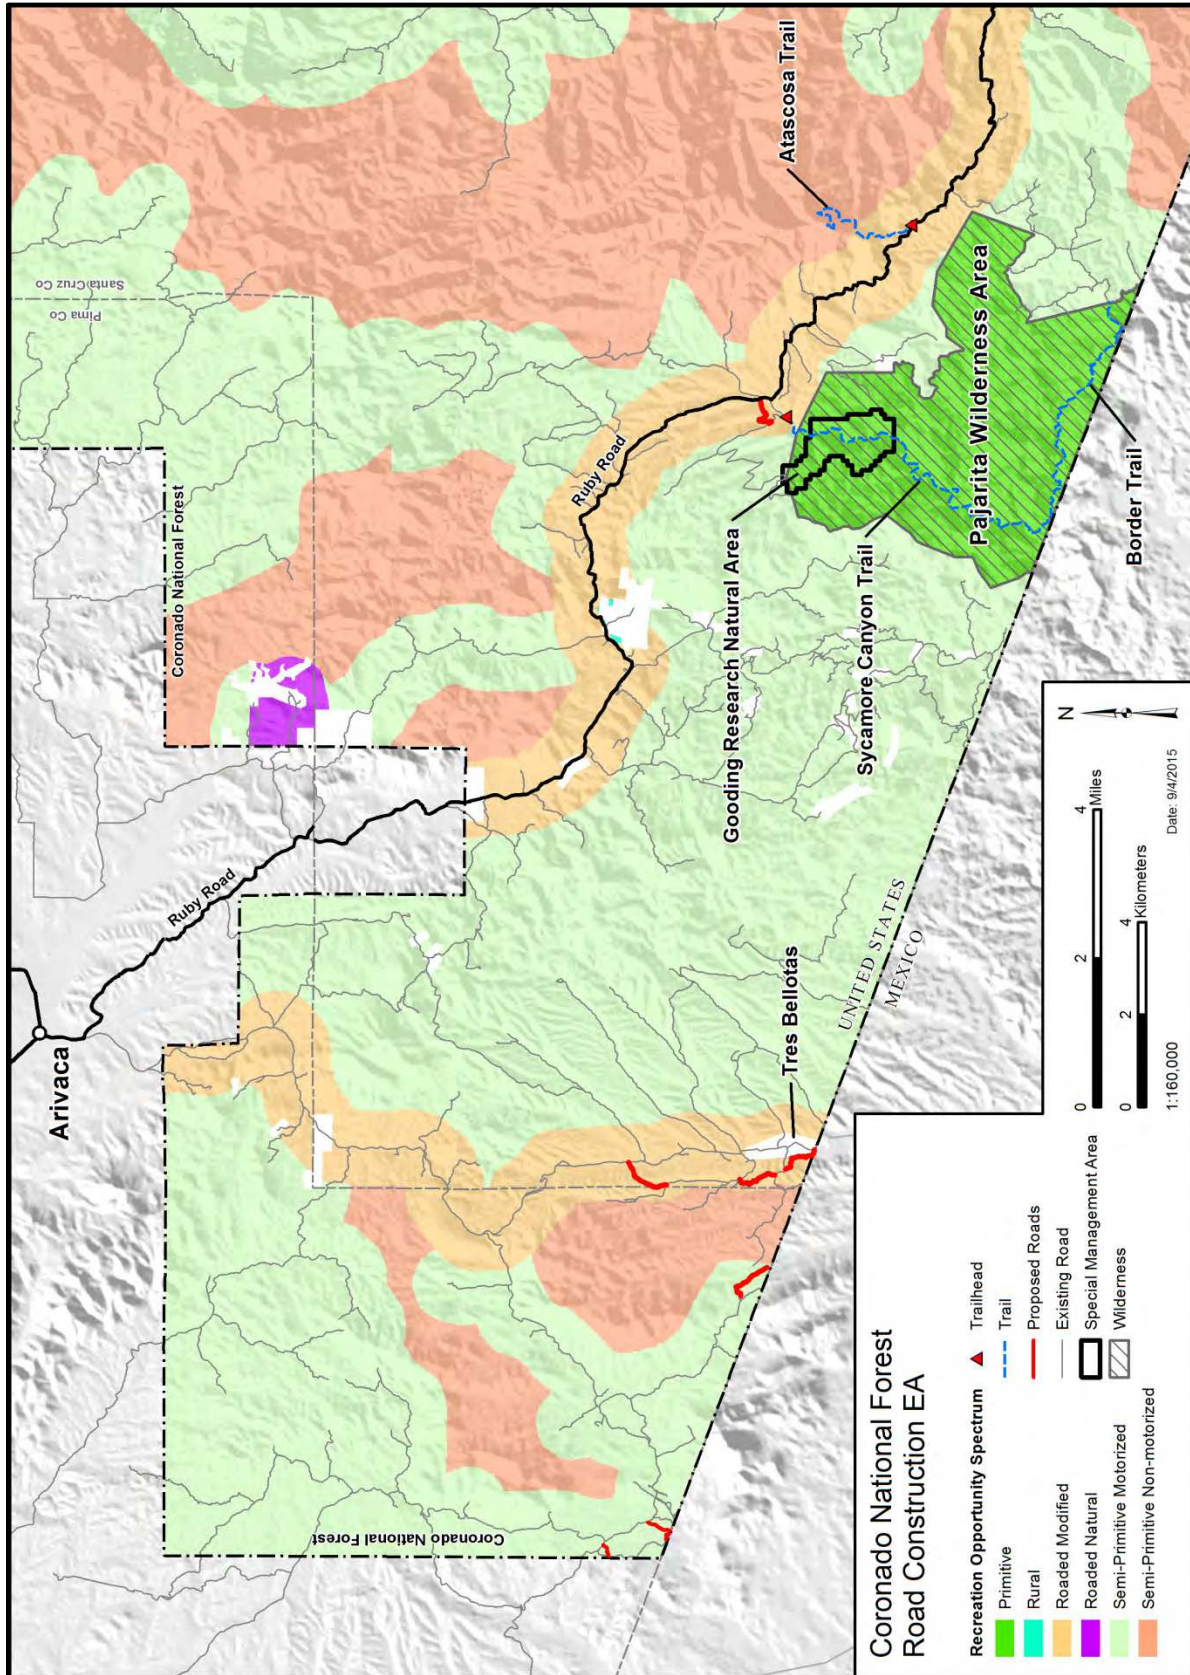 Arivaca
Ruby Road
Coronado National Forest
Pima Co
Santa Cruz Co
Ruby Road
Atascosa Trail
Gooding Research Natural Area
Sycamore Canyon Trail
Pajarita Wilderness Area
Border Trail
Tres Bellotas
UNITED STATES
MEXICO
Coronado National Forest
Coronado National Forest
Road Construction EA
Recreation Opportunity Spectrum
Primitive
Rural
Roaded Modified
Roaded Natural
Semi-Primitive Motorized
Semi-Primitive Non-motorized
Trailhead
Trail
Proposed Roads
Existing Road
Special Management Area
Wilderness
0 2 4
Miles
0 2 4
Kilometers
1:160,000
Date: 9/4/2015
N